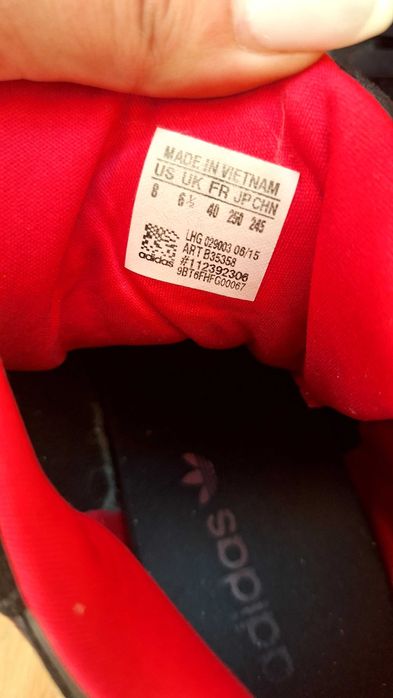 MADE IN VIETNAM
US UK FR JP CHN
8 6½ 40 250 245
LHG 029003 06/15
ART B35358
#112392306
9BT6FHFG00067
adidas
adidas